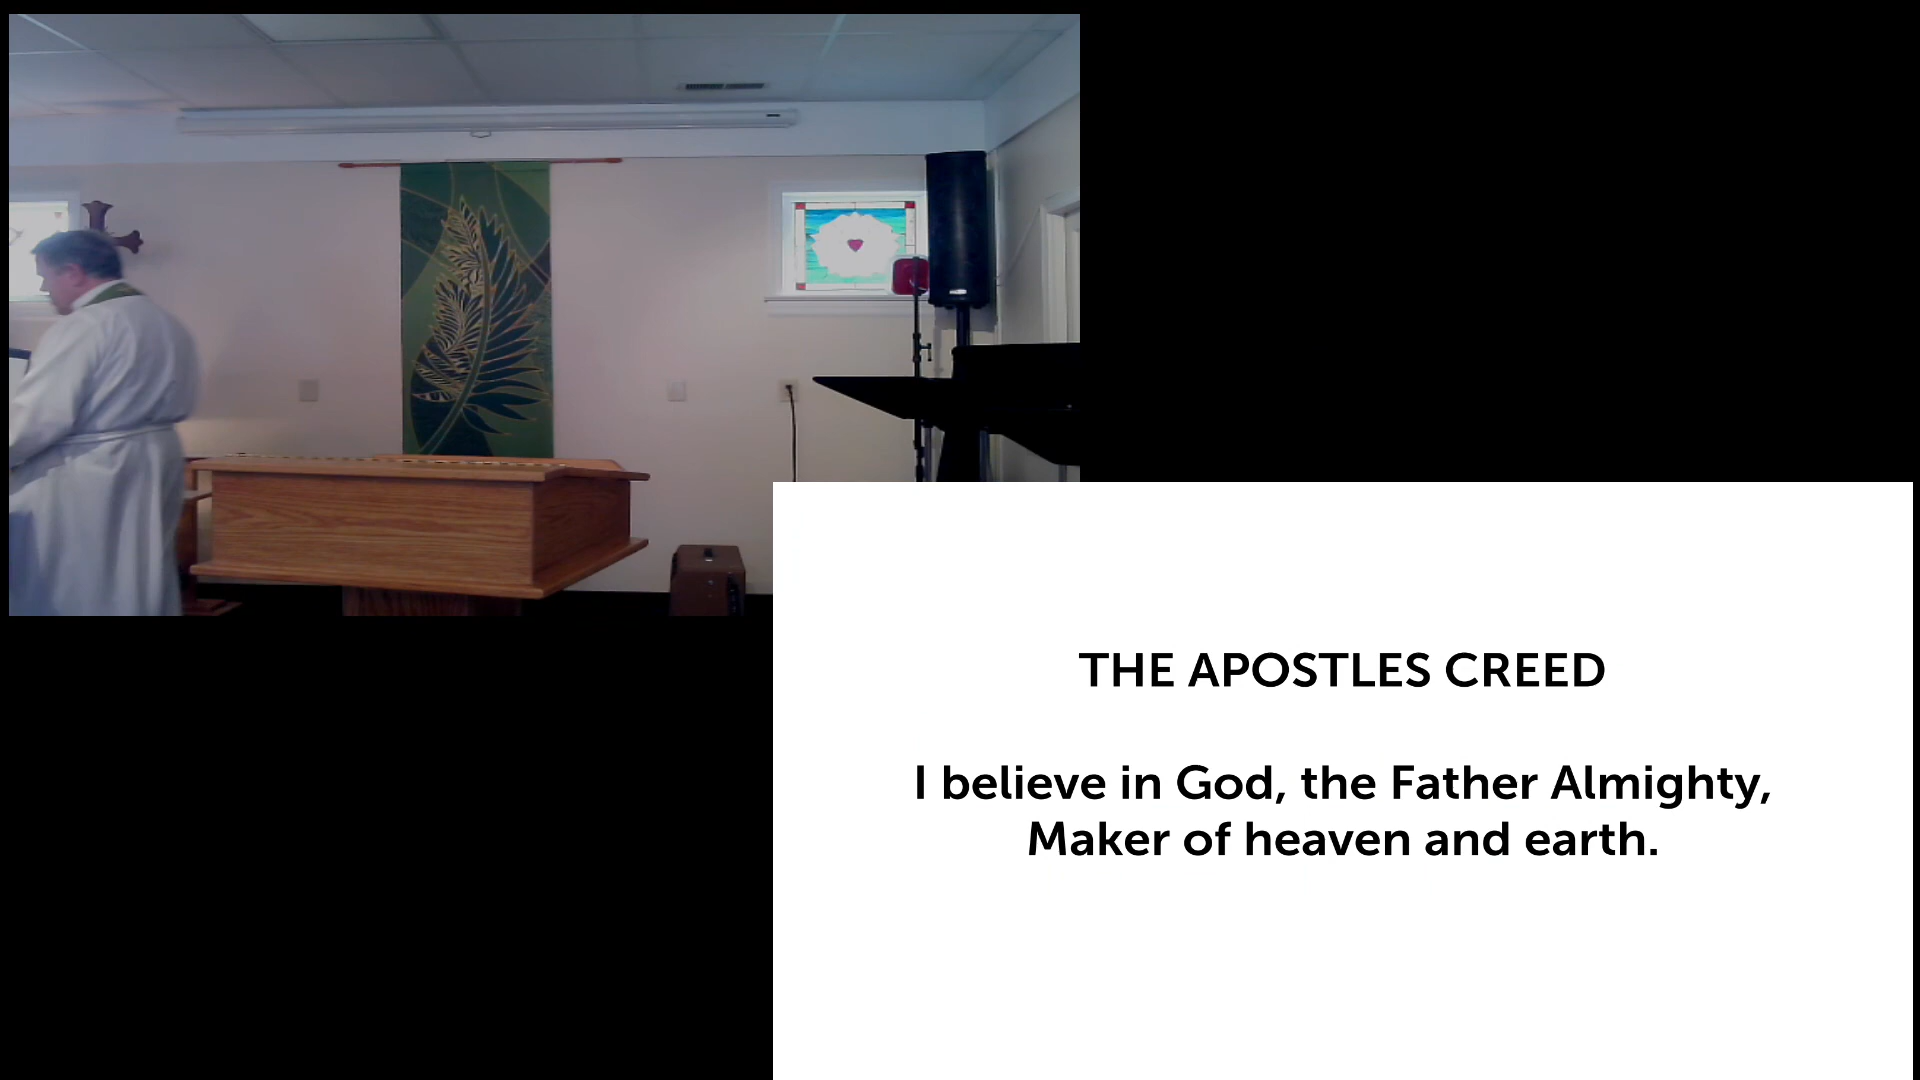 THE APOSTLES CREED
I believe in God, the Father Almighty,
Maker of heaven and earth.